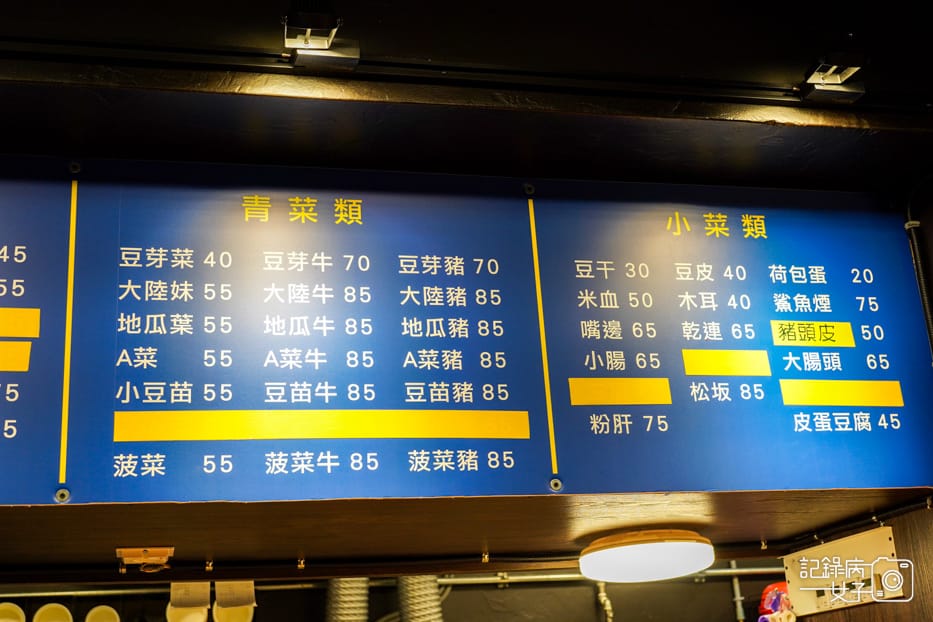 45
55
5
5
青菜類
豆芽菜 40 豆芽牛 70 豆芽豬 70
大陸妹 55 大陸牛 85 大陸豬 85
地瓜葉 55 地瓜牛 85 地瓜豬 85
A菜 55 A菜牛 85 A菜豬 85
小豆苗 55 豆苗牛 85 豆苗豬 85
菠菜 55 菠菜牛 85 菠菜豬 85
小菜類
豆干 30 豆皮 40 荷包蛋 20
米血 50 木耳 40 鯊魚煙 75
嘴邊 65 乾連 65 豬頭皮 50
小腸 65 大腸頭 65
松坂 85
粉肝 75 皮蛋豆腐 45
記錄病
女子